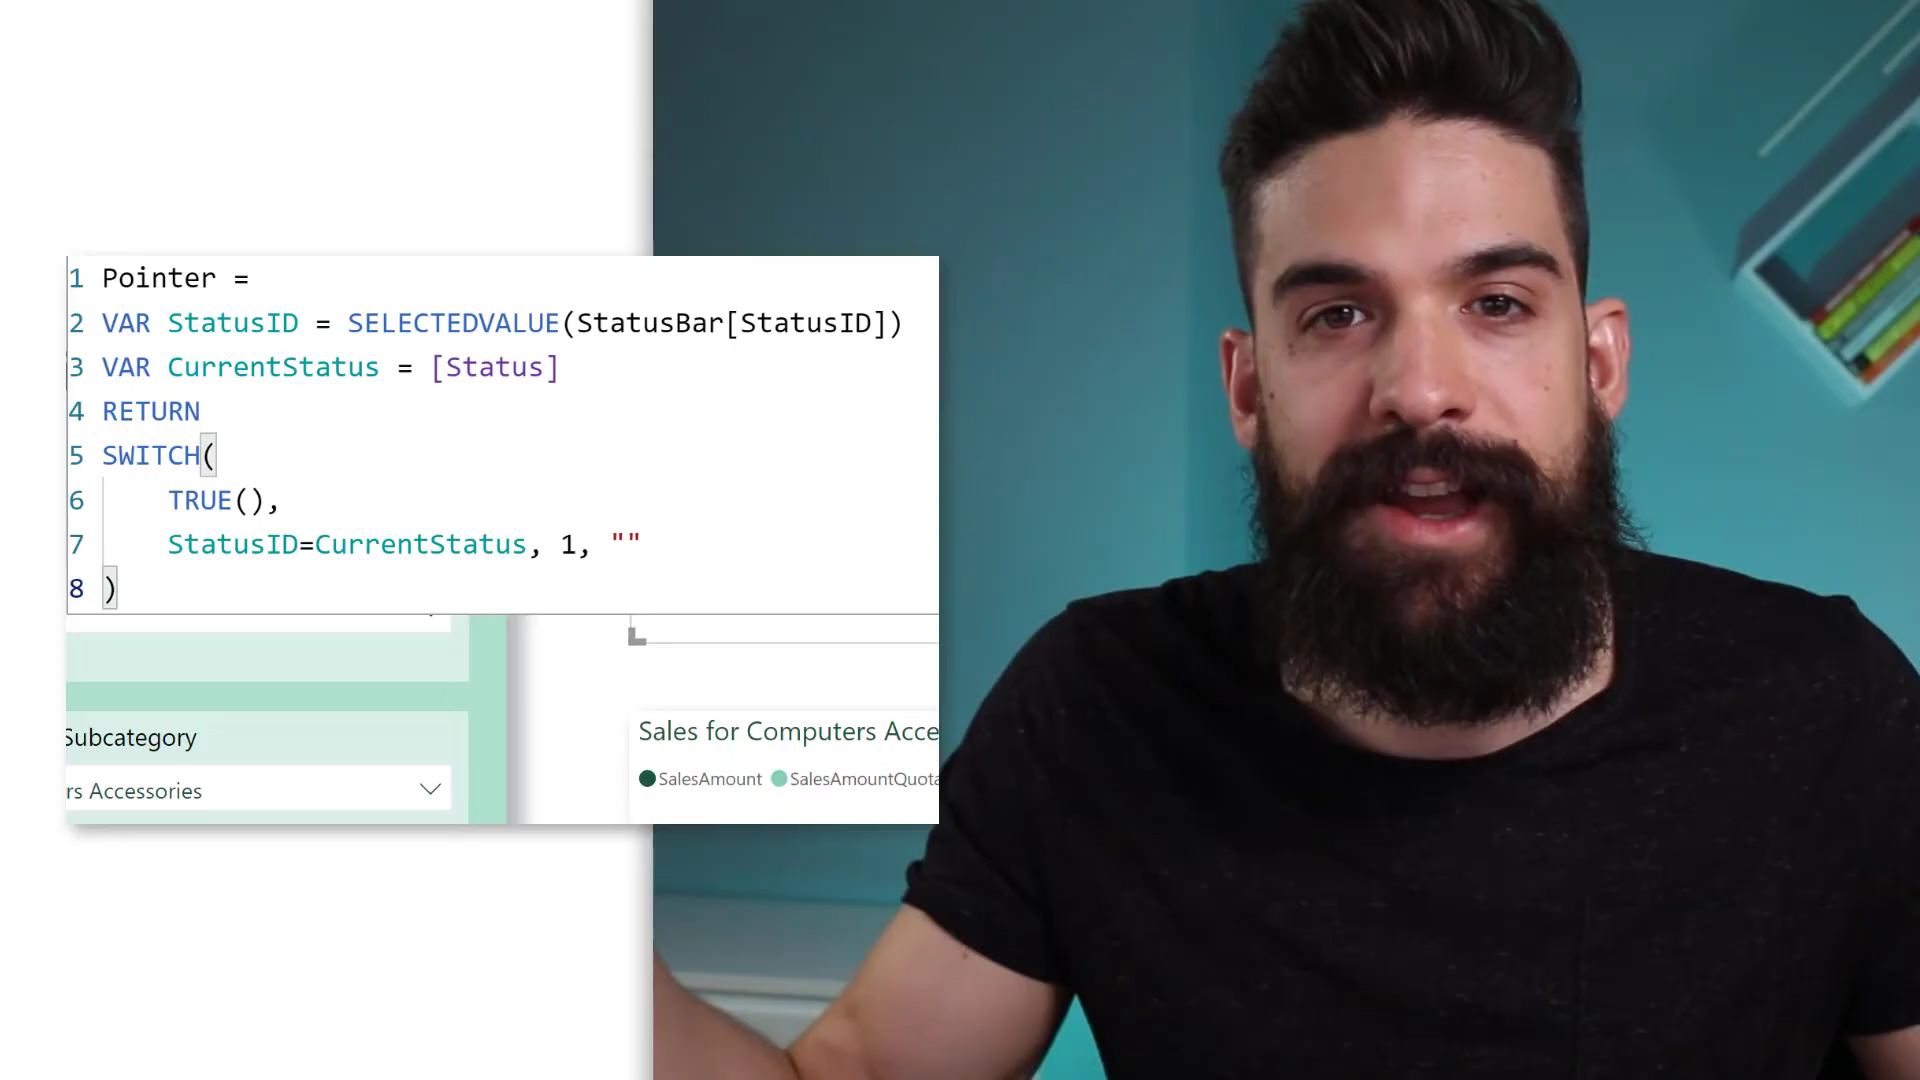 1 Pointer =
2 VAR StatusID = SELECTEDVALUE(StatusBar[StatusID])
3 VAR CurrentStatus = [Status]
4 RETURN
5 SWITCH(
6 TRUE(),
7 StatusID=CurrentStatus, 1, ""
8 )
Subcategory
rs Accessories
Sales for Computers Acce
SalesAmount SalesAmountQuota